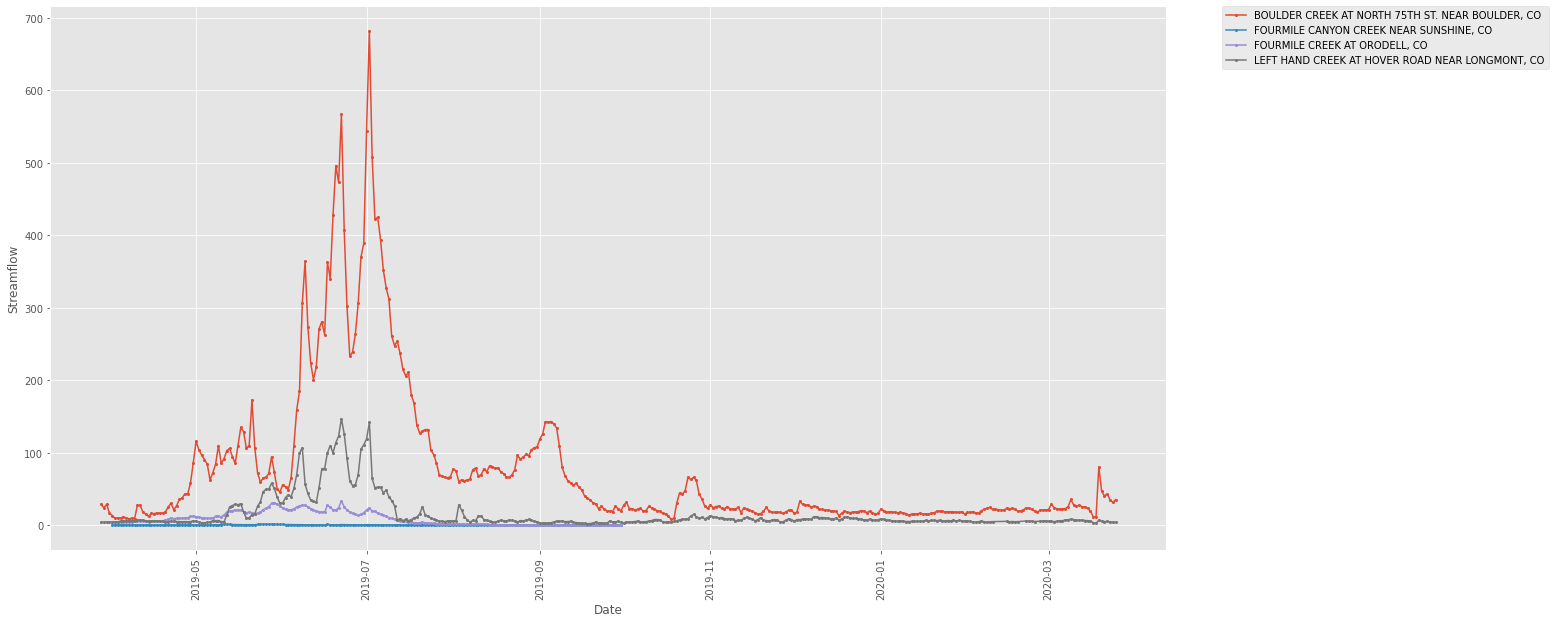 BOULDER CREEK AT NORTH 75TH ST. NEAR BOULDER, CO
FOURMILE CANYON CREEK NEAR SUNSHINE, CO
FOURMILE CREEK AT ORODELL, CO
LEFT HAND CREEK AT HOVER ROAD NEAR LONGMONT, CO
700
600
500
400
300
200
100
0
Streamflow
2019-05
2019-07
2019-09
2019-11
2020-01
2020-03
Date